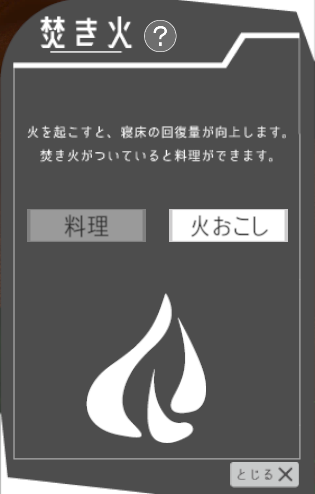 焚き火 ?
火を起こすと、寝床の回復量が向上します。
焚き火がついていると料理ができます。
料理 火おこし
とじる×